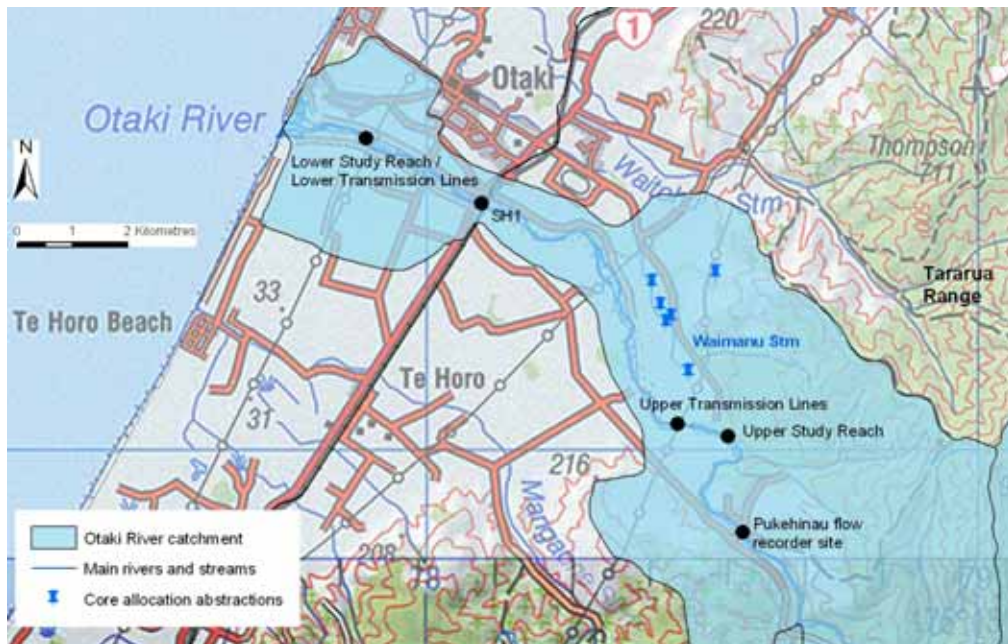 220
1
Otaki
Otaki River
N
Thompson
711
Lower Study Reach /
Lower Transmission Lines
Stm
SH1
0 1 2 Kilometres
Tararua
Range
33
Te Horo Beach
Waimanu Stm
Te Horo
31
Upper Transmission Lines
Upper Study Reach
216
Pukehinau flow
recorder site
Otaki River catchment
Main rivers and streams
Core allocation abstractions
208